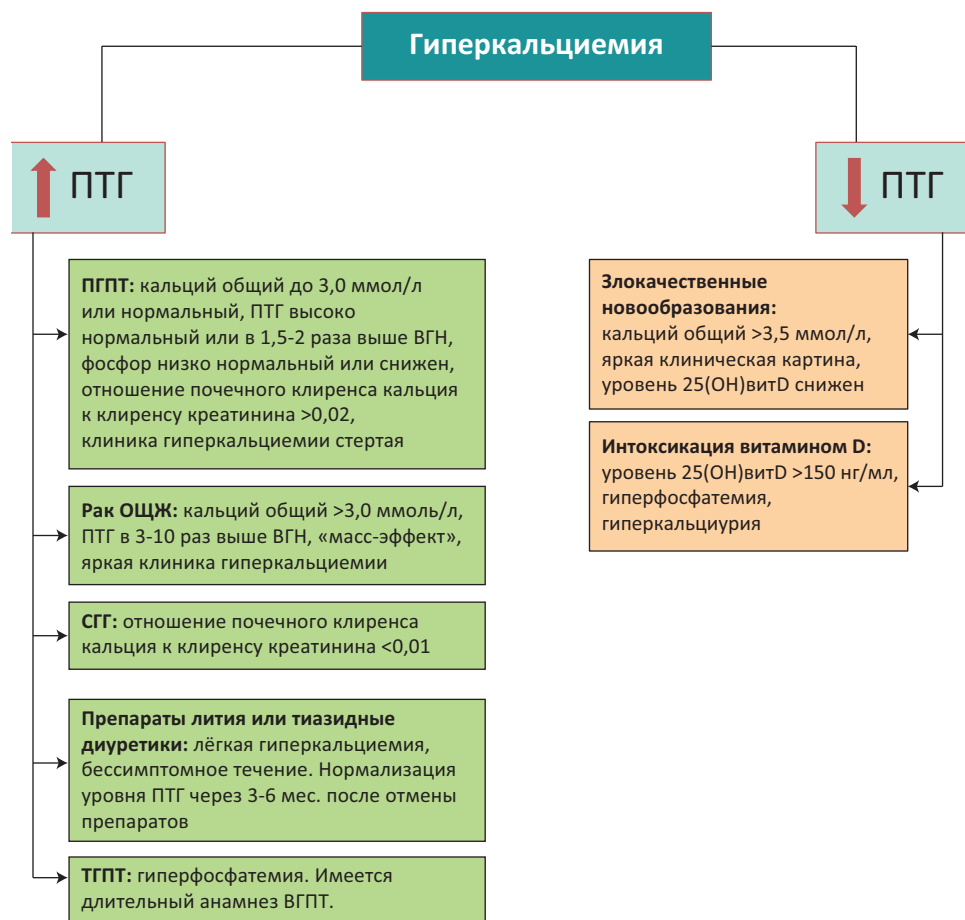 Гиперкальциемия
ПТГ
ПТГ
ПГПТ: кальций общий до 3,0 ммол/л
или нормальный, ПТГ высоко
нормальный или в 1,5-2 раза выше ВГН,
фосфор низко нормальный или снижен,
отношение почечного клиренса кальция
к клиренсу креатинина >0,02,
клиника гиперкальциемии стертая
Рак ОЩЖ: кальций общий >3,0 ммоль/л,
ПТГ в 3-10 раз выше ВГН, «масс-эффект»,
яркая клиника гиперкальциемии
СГГ: отношение почечного клиренса
кальция к клиренсу креатинина <0,01
Препараты лития или тиазидные
диуретики: лёгкая гиперкальциемия,
бессимптомное течение. Нормализация
уровня ПТГ через 3-6 мес. после отмены
препаратов
ТГПТ: гиперфосфатемия. Имеется
длительный анамнез ВГПТ.
Злокачественные
новообразования:
кальций общий >3,5 ммол/л,
яркая клиническая картина,
уровень 25(ОН)витD снижен
Интоксикация витамином D:
уровень 25(ОН)витD >150 нг/мл,
гиперфосфатемия,
гиперкальциурия